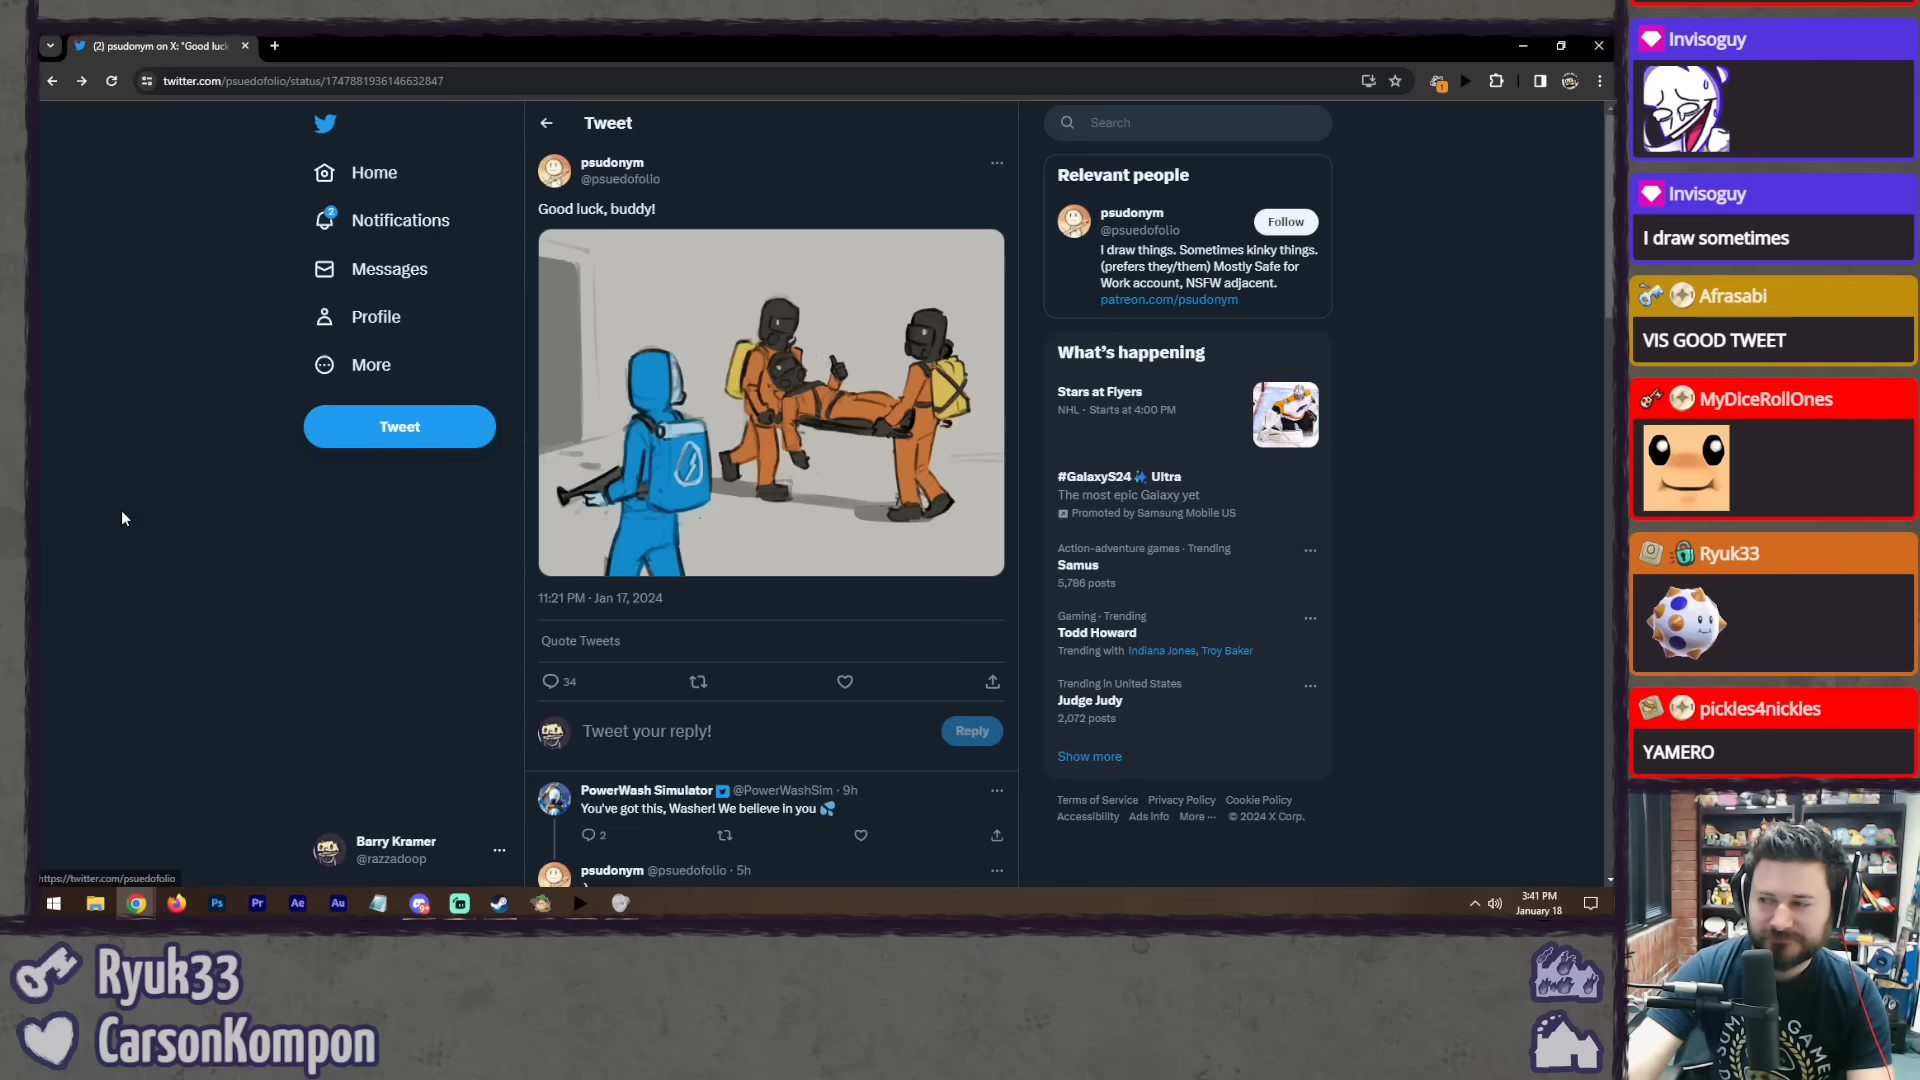 (2) psudonym on X: "Good luck
twitter.com/psuedofolio/status/1747881936146632847
Home
2
Notifications
Messages
Profile
More
Tweet
Barry Kramer
@razzadoop
https://twitter.com/psuedofolio
Tweet
psudonym
@psuedofolio
Good luck, buddy!
11:21 PM · Jan 17, 2024
Quote Tweets
34
Tweet your reply!
Reply
PowerWash Simulator @PowerWashSim · 9h
You've got this, Washer! We believe in you 💦
2
psudonym @psuedofolio · 5h
Search
Relevant people
psudonym
@psuedofolio
Follow
I draw things. Sometimes kinky things.
(prefers they/them) Mostly Safe for
Work account, NSFW adjacent.
patreon.com/psudonym
What's happening
Stars at Flyers
NHL · Starts at 4:00 PM
#GalaxyS24 Ultra
The most epic Galaxy yet
Promoted by Samsung Mobile US
Action-adventure games · Trending
Samus
5,786 posts
Gaming · Trending
Todd Howard
Trending with Indiana Jones, Troy Baker
Trending in United States
Judge Judy
2,072 posts
Show more
Terms of Service Privacy Policy Cookie Policy
Accessibility Ads info More ··· © 2024 X Corp.
Ps
Pr
Ae
Au
3:41 PM
January 18
Invisoguy
Invisoguy
I draw sometimes
Afrasabi
VIS GOOD TWEET
MyDiceRollOnes
Ryuk33
pickles4nickles
YAMERO
Ryuk33
CarsonKompon